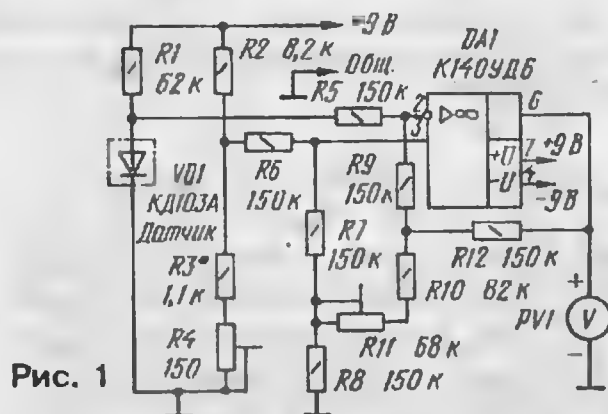 -9 В
R1
62 к
R2 8,2 к
Общ.
R5 150 к
DA1
К140УД6
2
3
▷∞
6
+U
7
+9 В
-U
4
-9 В
VD1
КД103А
Датчик
R6
150 к
R9
150 к
R7
150 к
R12 150 к
R10 82 к
R3*
1,1 к
R4
150
R11 68 к
R8 150 к
PV1
+
V
-
Рис. 1